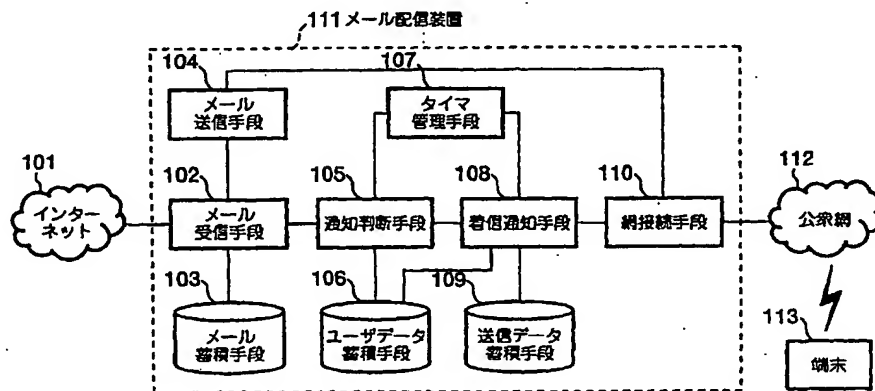 111 メール配信装置
104
メール
送信手段
107
タイマ
管理手段
101
インター
ネット
102
メール
受信手段
105
通知判断手段
108
着信通知手段
110
網接続手段
112
公衆網
103
メール
蓄積手段
106
ユーザデータ
蓄積手段
109
送信データ
蓄積手段
113
端末